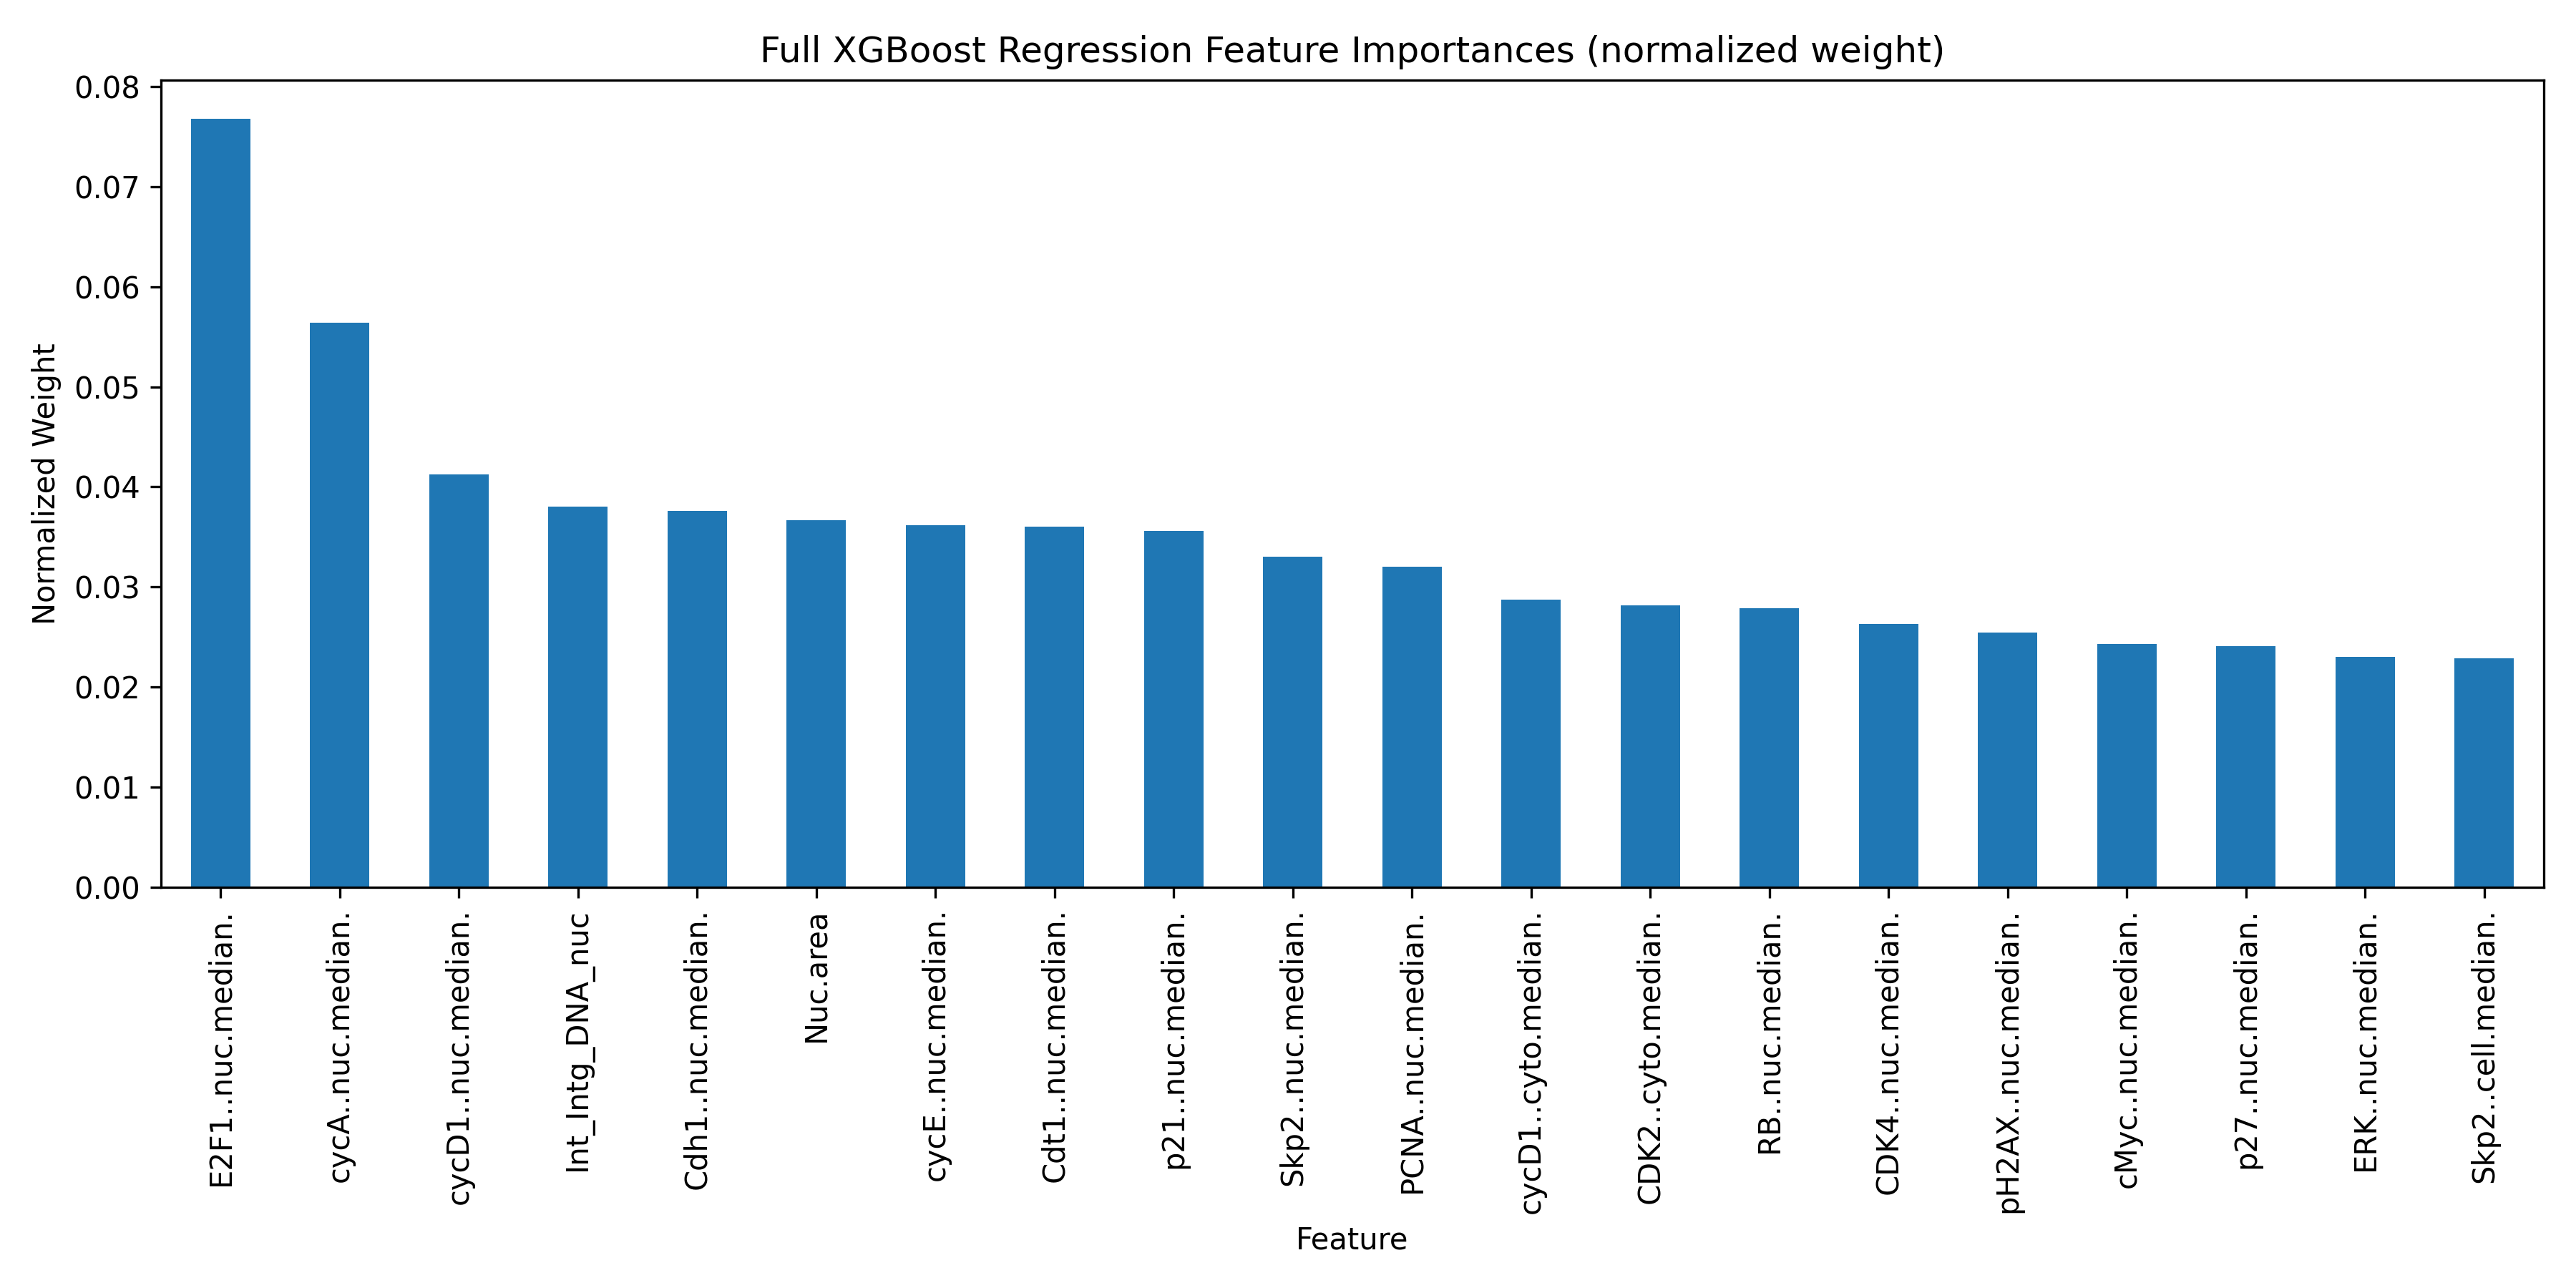 Full XGBoost Regression Feature Importances (normalized weight)
Normalized Weight
0.08
0.07
0.06
0.05
0.04
0.03
0.02
0.01
0.00
E2F1..nuc.median.
cycA..nuc.median.
cycD1..nuc.median.
Int_Intg_DNA_nuc
Cdh1..nuc.median.
Nuc.area
cycE..nuc.median.
Cdt1..nuc.median.
p21..nuc.median.
Skp2..nuc.median.
PCNA..nuc.median.
cycD1..cyto.median.
CDK2..cyto.median.
RB..nuc.median.
CDK4..nuc.median.
pH2AX..nuc.median.
cMyc..nuc.median.
p27..nuc.median.
ERK..nuc.median.
Skp2..cell.median.
Feature